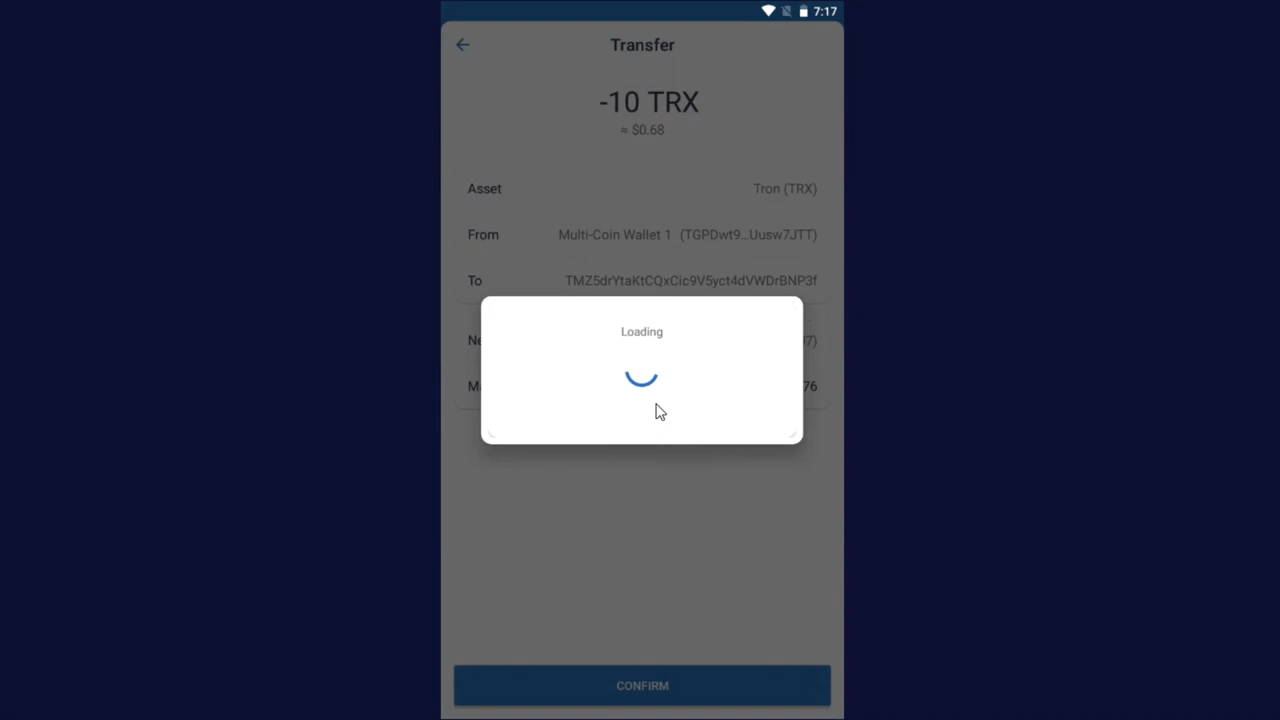 7:17
Transfer
-10 TRX
≈ $0.68
Asset Tron (TRX)
From Multi-Coin Wallet 1 (TGPDwt9...Uusw7JTT)
To TMZ5drYtaKtCQxCic9V5yct4dVWDrBNP3f
Loading
76
CONFIRM